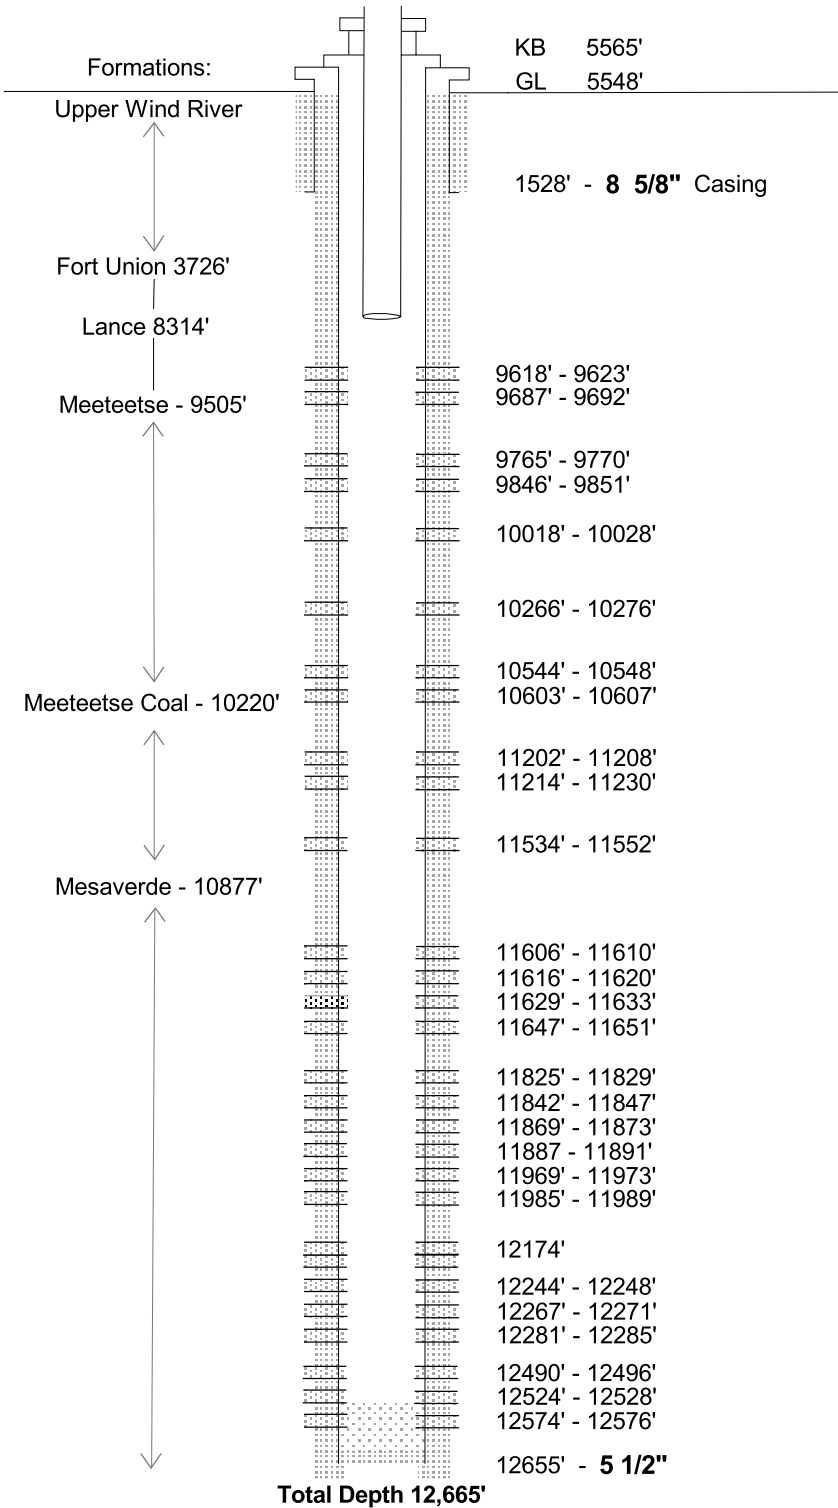 KB 5565'
Formations:
GL 5548'
Upper Wind River
1528' - 8 5/8" Casing
Fort Union 3726'
Lance 8314'
9618' - 9623'
9687' - 9692'
Meeteetse - 9505'
9765' - 9770'
9846' - 9851'
10018' - 10028'
10266' - 10276'
10544' - 10548'
10603' - 10607'
Meeteetse Coal - 10220'
11202' - 11208'
11214' - 11230'
11534' - 11552'
Mesaverde - 10877'
11606' - 11610'
11616' - 11620'
11629' - 11633'
11647' - 11651'
11825' - 11829'
11842' - 11847'
11869' - 11873'
11887 - 11891'
11969' - 11973'
11985' - 11989'
12174'
12244' - 12248'
12267' - 12271'
12281' - 12285'
12490' - 12496'
12524' - 12528'
12574' - 12576'
12655' - 5 1/2"
Total Depth 12,665'